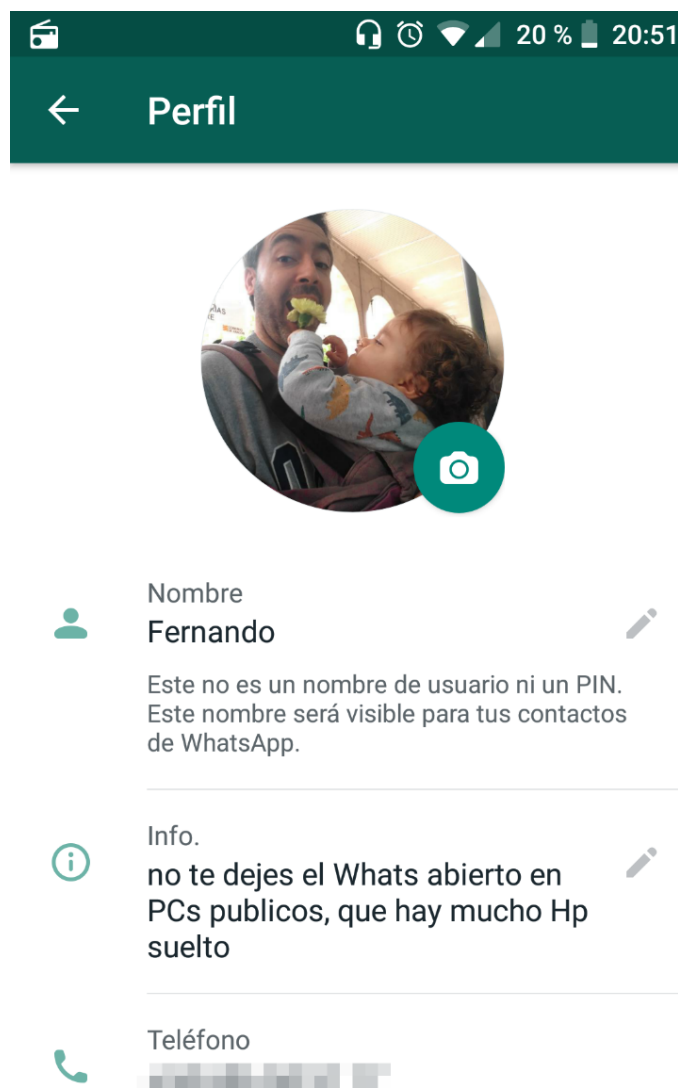 20 % 20:51
Perfil
Nombre
Fernando
Este no es un nombre de usuario ni un PIN.
Este nombre será visible para tus contactos
de WhatsApp.
Info.
no te dejes el Whats abierto en
PCs publicos, que hay mucho Hp
suelto
Teléfono